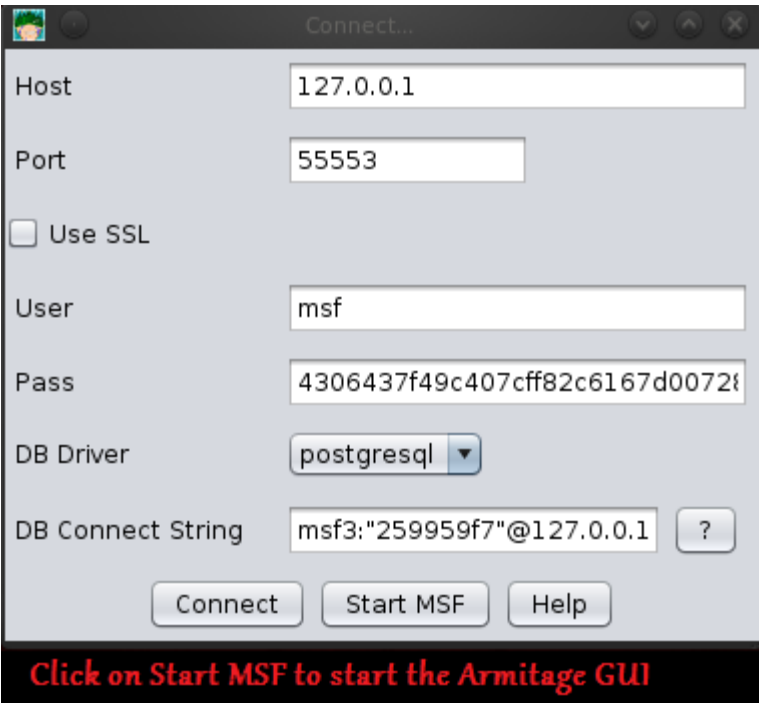 Connect...
Host 127.0.0.1
Port 55553
Use SSL
User msf
Pass 4306437f49c407cff82c6167d00728
DB Driver postgresql
DB Connect String msf3:"259959f7"@127.0.0.1 ?
Connect Start MSF Help
Click on Start MSF to start the Armitage GUI